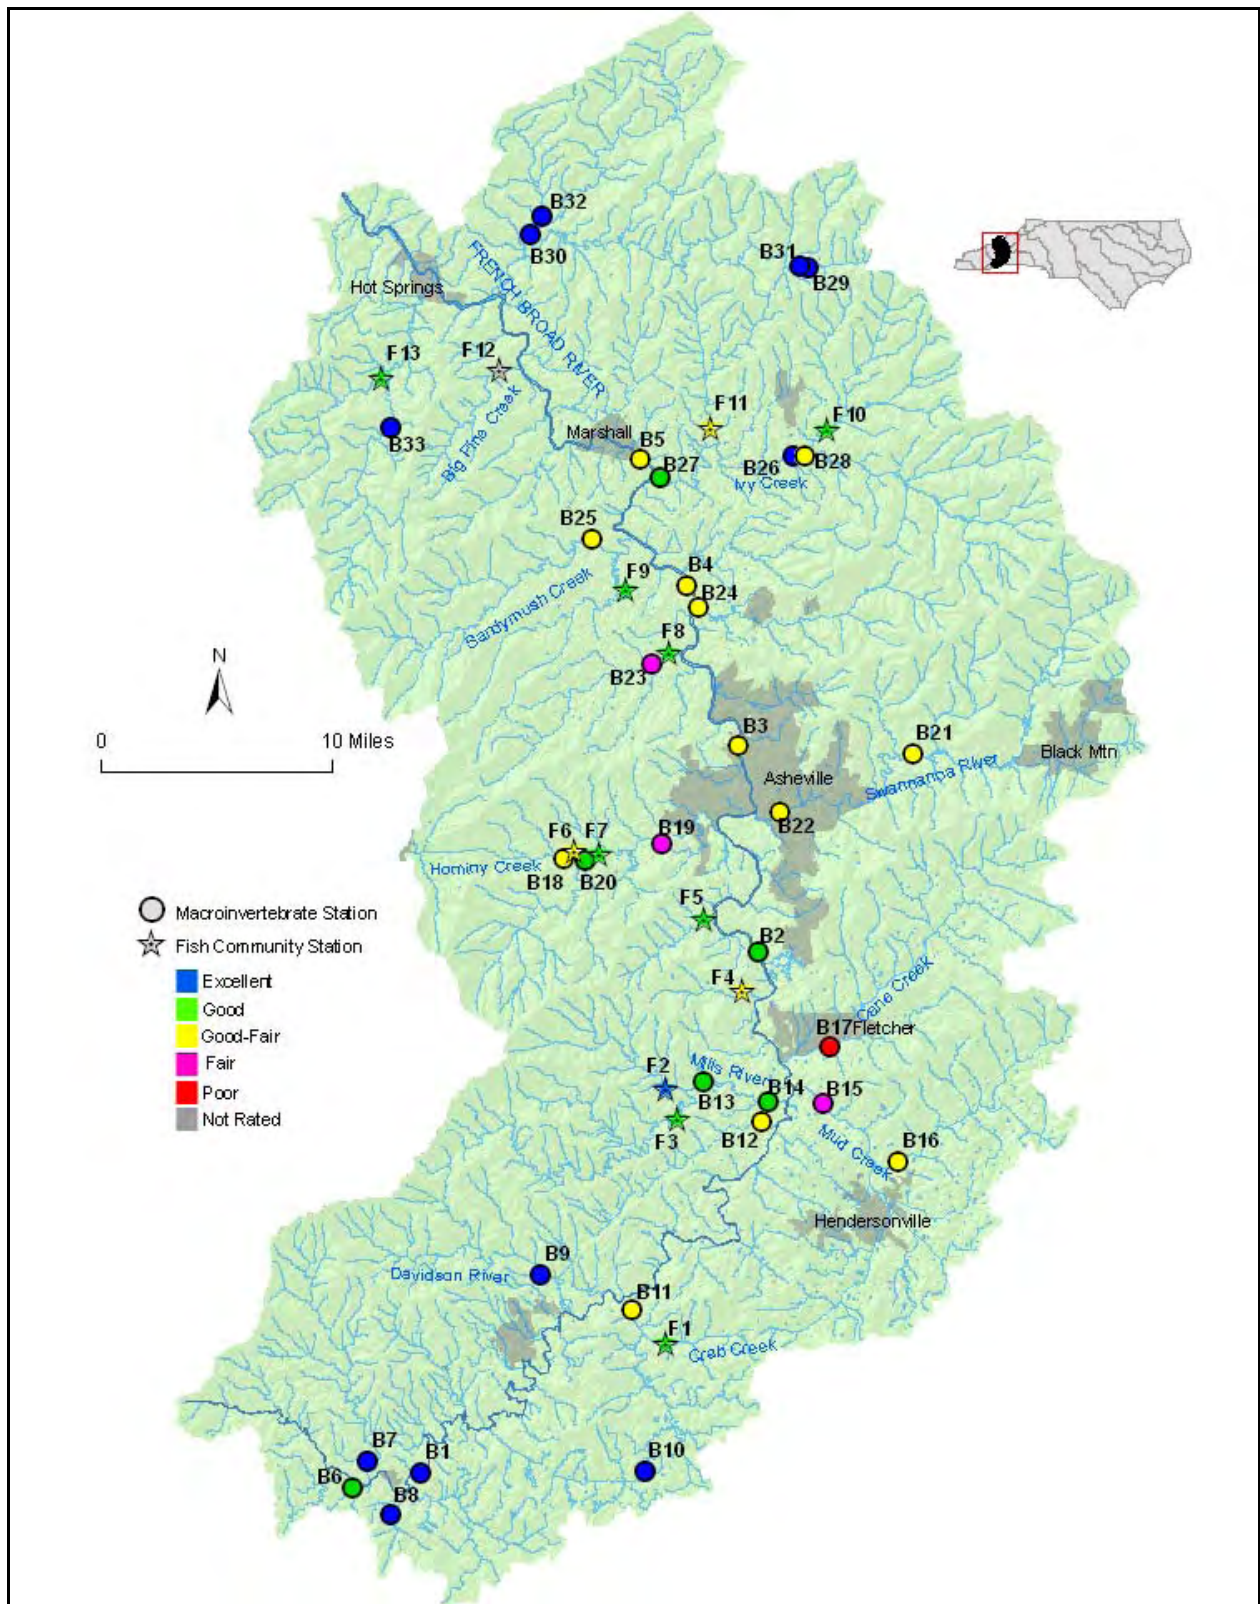 B32
B30
B31
B29
Hot Springs
FRENCH BROAD RIVER
F13
F12
B33
Big Pine Creek
F11
F10
Marshall
B5
B27
B26
B28
Ivy Creek
B25
B4
F9
B24
Sandymush Creek
F8
B23
N
0
10 Miles
B3
B21
Black Mtn
Asheville
Swannanoa River
B22
B19
F6
F7
Hominy Creek
B18
B20
Macroinvertebrate Station
Fish Community Station
Excellent
Good
Good-Fair
Fair
Poor
Not Rated
F5
B2
F4
Cane Creek
B17
Fletcher
Mills River
F2
B13
B14
B15
F3
B12
Mud Creek
B16
Hendersonville
B9
Davidson River
B11
F1
Crab Creek
B7
B1
B10
B6
B8